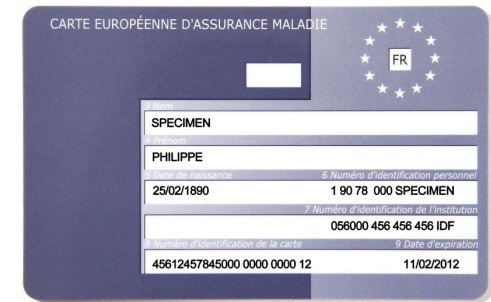 CARTE EUROPÉENNE D'ASSURANCE MALADIE
FR
3 Nom
SPECIMEN
4 Prénom
PHILIPPE
5 Date de naissance 6 Numéro d'identification personnel
25/02/1890 1 90 78 000 SPECIMEN
7 Numéro d'identification de l'institution
056000 456 456 456 IDF
8 Numéro d'identification de la carte 9 Date d'expiration
45612457845000 0000 0000 12 11/02/2012